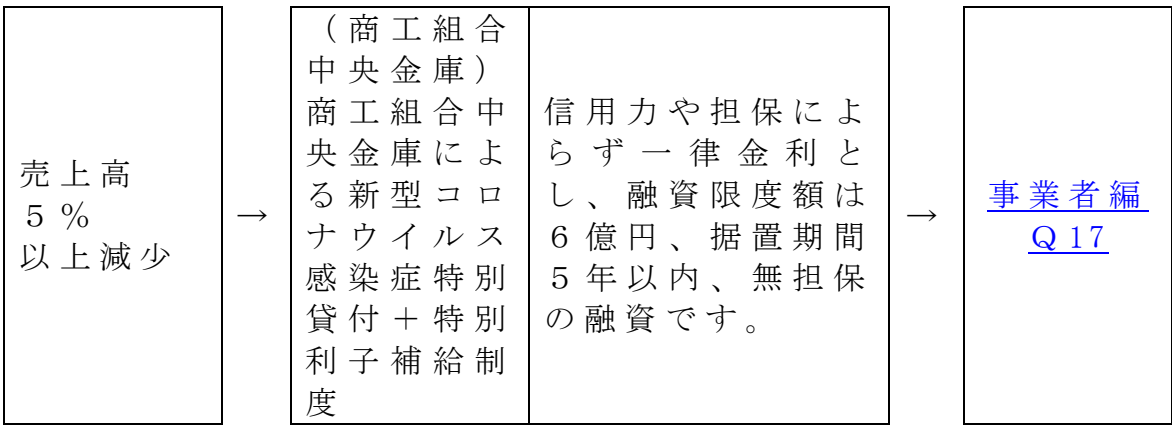 売上高
５％
以上減少
→
（商工組合
中央金庫）
商工組合中
央金庫によ
る新型コロ
ナウイルス
感染症特別
貸付＋特別
利子補給制
度
信用力や担保によ
らず一律金利と
し、融資限度額は
６億円、据置期間
５年以内、無担保
の融資です。
→
事業者編
Ｑ17